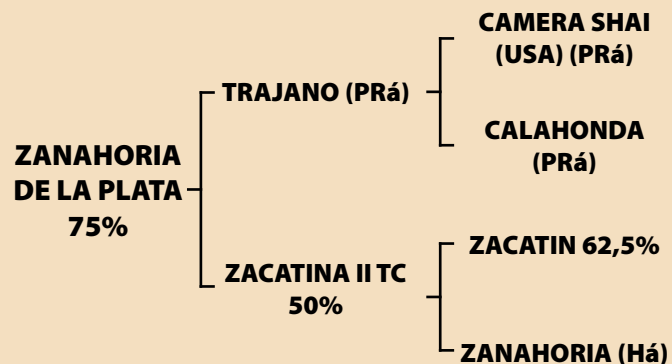 CAMERA SHAI
(USA) (PRá)
TRAJANO (PRá)
CALAHONDA
(PRá)
ZANAHORIA
DE LA PLATA
75%
ZACATIN 62,5%
ZACATINA II TC
50%
ZANAHORIA (Há)